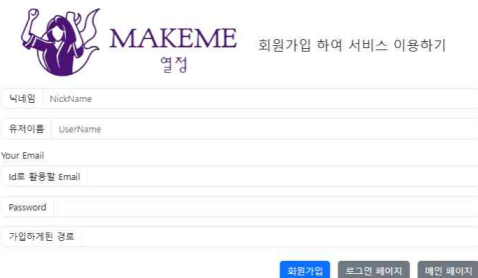 MAKEME
열정
회원가입 하여 서비스 이용하기
닉네임 NickName
유저이름 UserName
Your Email
Id로 활용할 Email
Password
가입하게된 경로
회원가입 로그인 페이지 메인 페이지